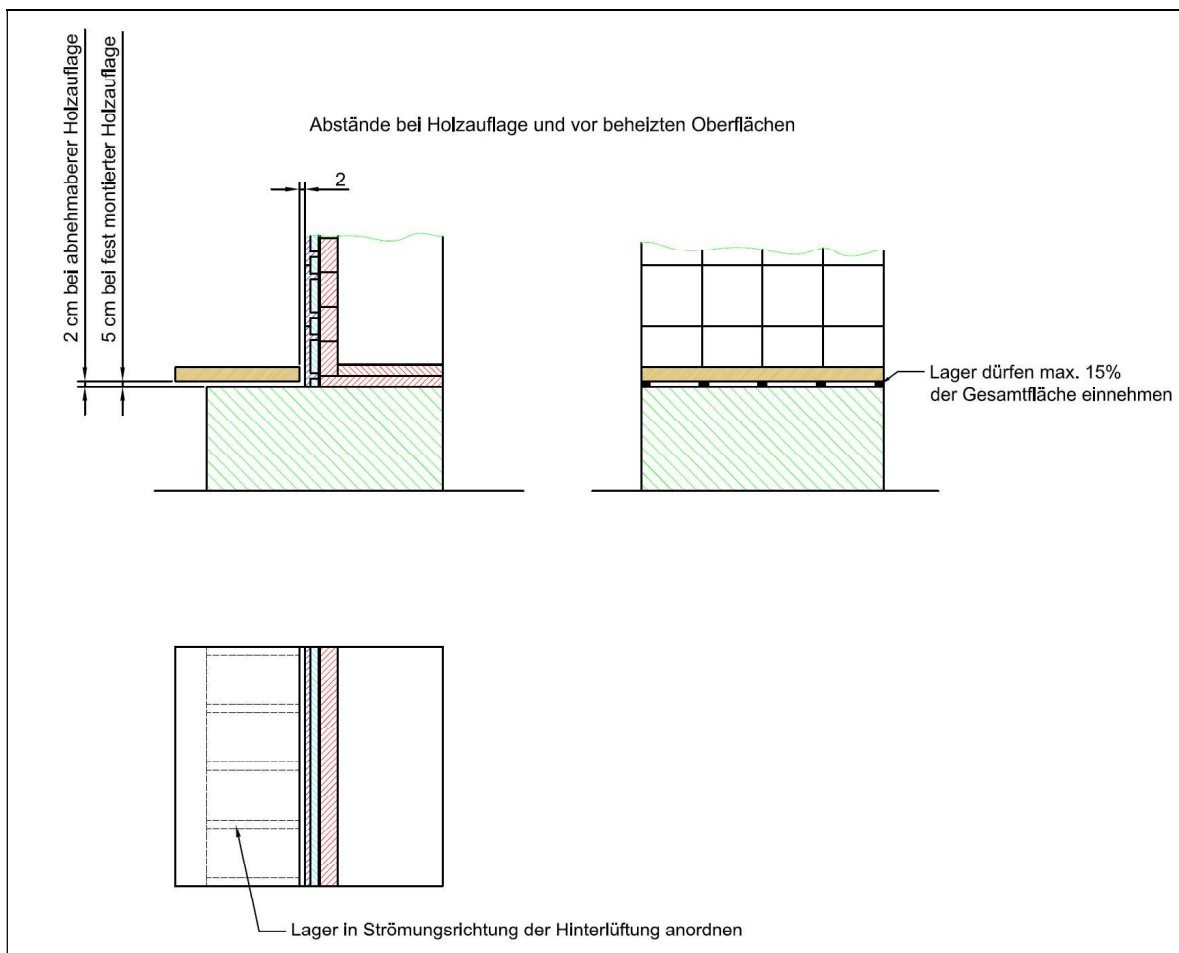 2 cm bei abnehmaberer Holzauflage
5 cm bei fest montierter Holzauflage
Abstände bei Holzauflage und vor beheizten Oberflächen
2
Lager dürfen max. 15%
der Gesamtfläche einnehmen
Lager in Strömungsrichtung der Hinterlüftung anordnen